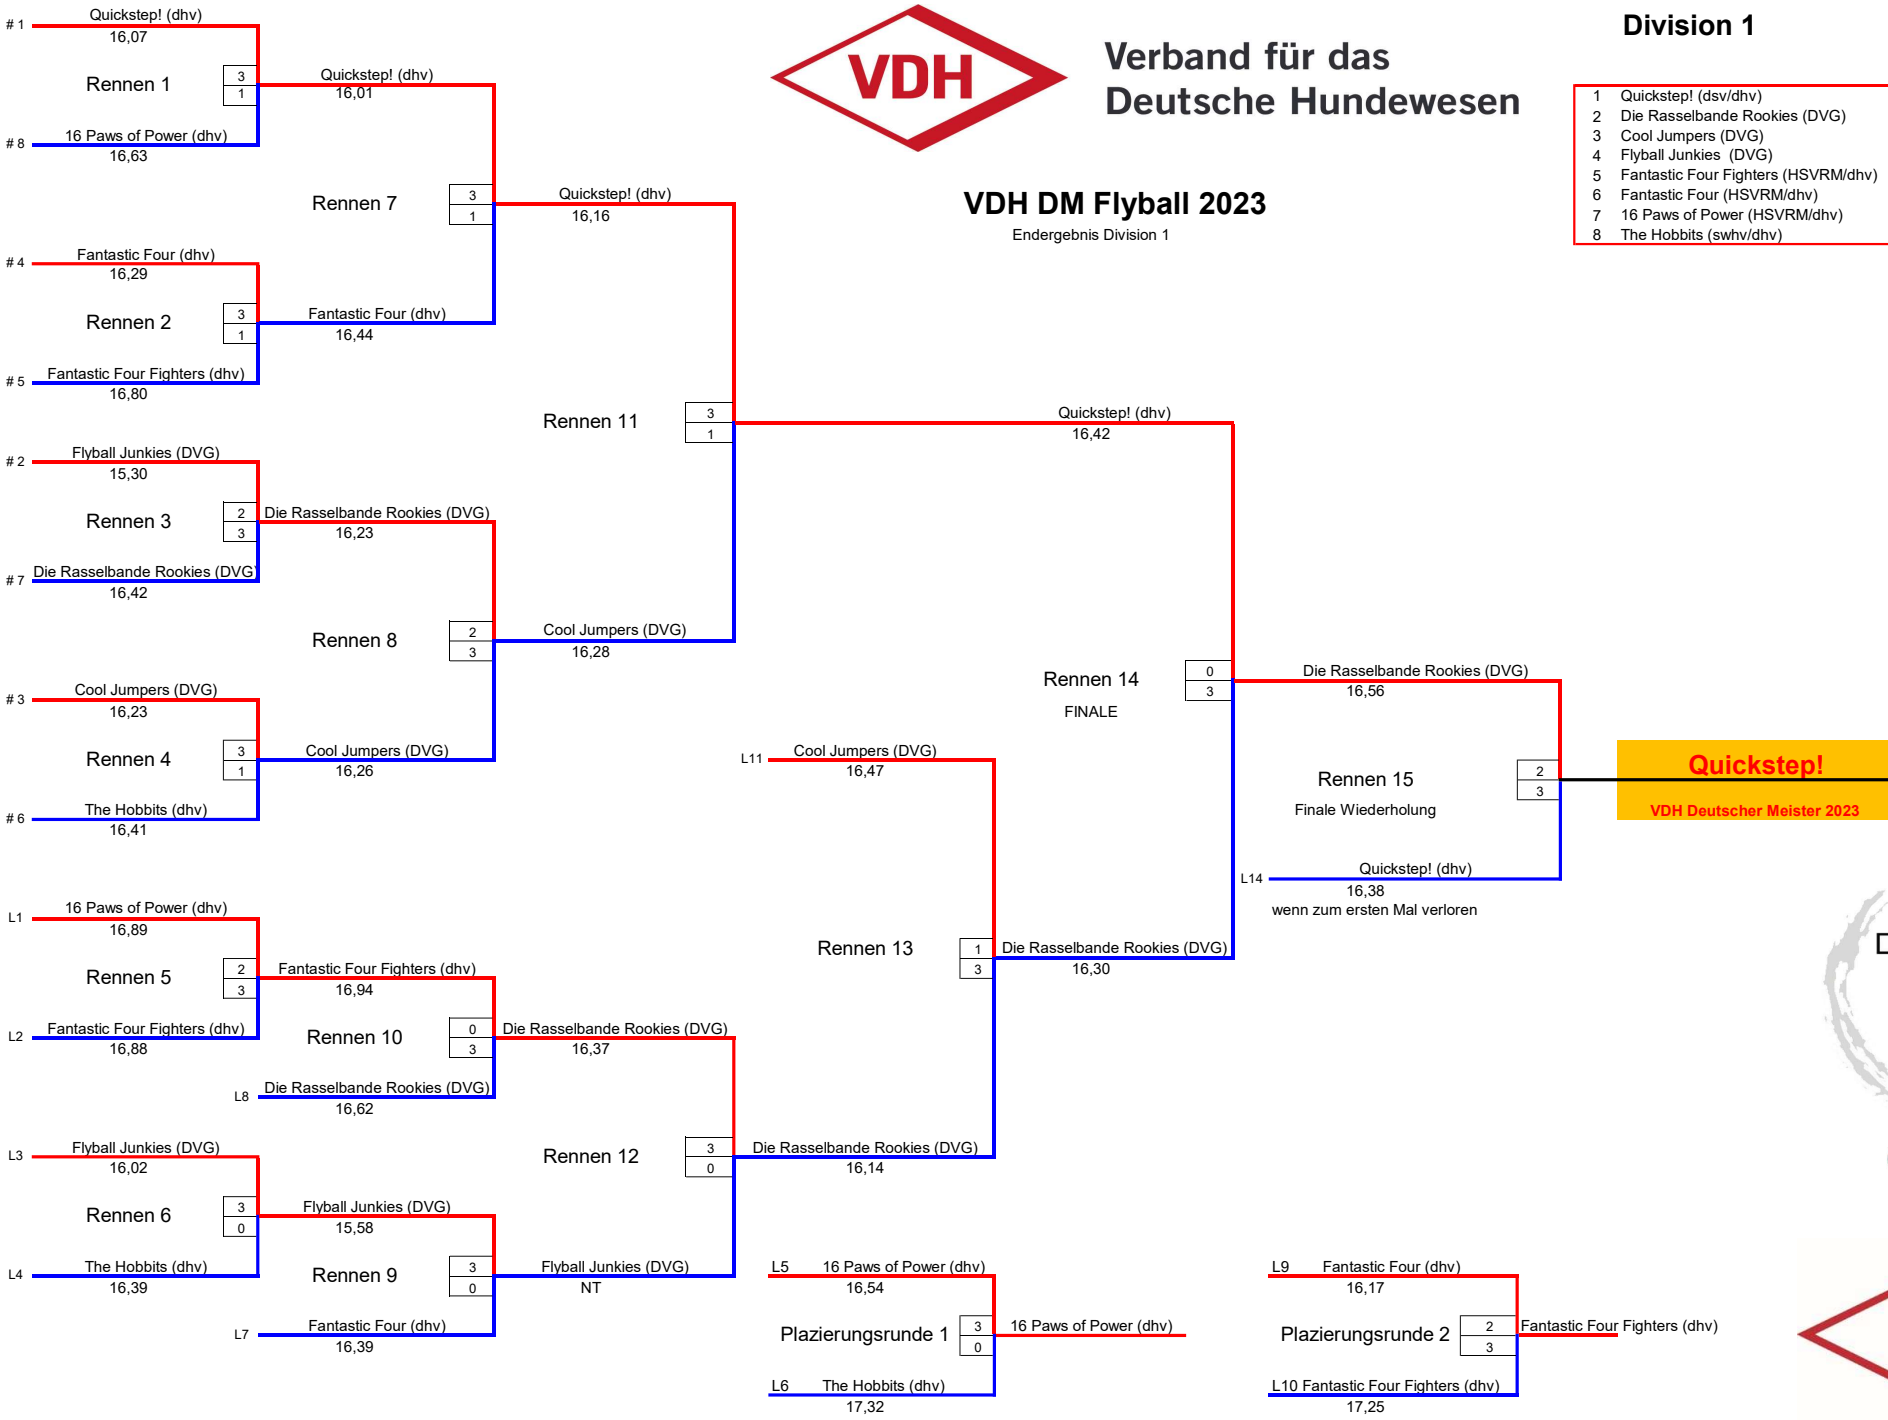 Division 1
VDH
Verband für das
Deutsche Hundewesen
VDH DM Flyball 2023
Endergebnis Division 1
1 Quickstep! (dsv/dhv)
2 Die Rasselbande Rookies (DVG)
3 Cool Jumpers (DVG)
4 Flyball Junkies (DVG)
5 Fantastic Four Fighters (HSVRM/dhv)
6 Fantastic Four (HSVRM/dhv)
7 16 Paws of Power (HSVRM/dhv)
8 The Hobbits (swhv/dhv)
# 1 Quickstep! (dhv)
16,07
Rennen 1 3
1
# 8 16 Paws of Power (dhv)
16,63
Quickstep! (dhv)
16,01
Rennen 7 3
1
# 4 Fantastic Four (dhv)
16,29
Rennen 2 3
1
# 5 Fantastic Four Fighters (dhv)
16,80
Fantastic Four (dhv)
16,44
Quickstep! (dhv)
16,16
Rennen 11 3
1
# 2 Flyball Junkies (DVG)
15,30
Rennen 3 2
3
# 7 Die Rasselbande Rookies (DVG)
16,42
Die Rasselbande Rookies (DVG)
16,23
Rennen 8 2
3
# 3 Cool Jumpers (DVG)
16,23
Rennen 4 3
1
# 6 The Hobbits (dhv)
16,41
Cool Jumpers (DVG)
16,26
Cool Jumpers (DVG)
16,28
Quickstep! (dhv)
16,42
Rennen 14 0
3
FINALE
Die Rasselbande Rookies (DVG)
16,56
Rennen 15 2
3
Finale Wiederholung
L14 Quickstep! (dhv)
16,38
wenn zum ersten Mal verloren
Quickstep!
VDH Deutscher Meister 2023
L11 Cool Jumpers (DVG)
16,47
Rennen 13 1
3
Die Rasselbande Rookies (DVG)
16,30
L1 16 Paws of Power (dhv)
16,89
Rennen 5 2
3
L2 Fantastic Four Fighters (dhv)
16,88
Fantastic Four Fighters (dhv)
16,94
Rennen 10 0
3
L8 Die Rasselbande Rookies (DVG)
16,62
Die Rasselbande Rookies (DVG)
16,37
Rennen 12 3
0
Die Rasselbande Rookies (DVG)
16,14
L3 Flyball Junkies (DVG)
16,02
Rennen 6 3
0
L4 The Hobbits (dhv)
16,39
Flyball Junkies (DVG)
15,58
Rennen 9 3
0
L7 Fantastic Four (dhv)
16,39
Flyball Junkies (DVG)
NT
L5 16 Paws of Power (dhv)
16,54
Plazierungsrunde 1 3
0
16 Paws of Power (dhv)
L6 The Hobbits (dhv)
17,32
L9 Fantastic Four (dhv)
16,17
Plazierungsrunde 2 2
3
Fantastic Four Fighters (dhv)
L10 Fantastic Four Fighters (dhv)
17,25